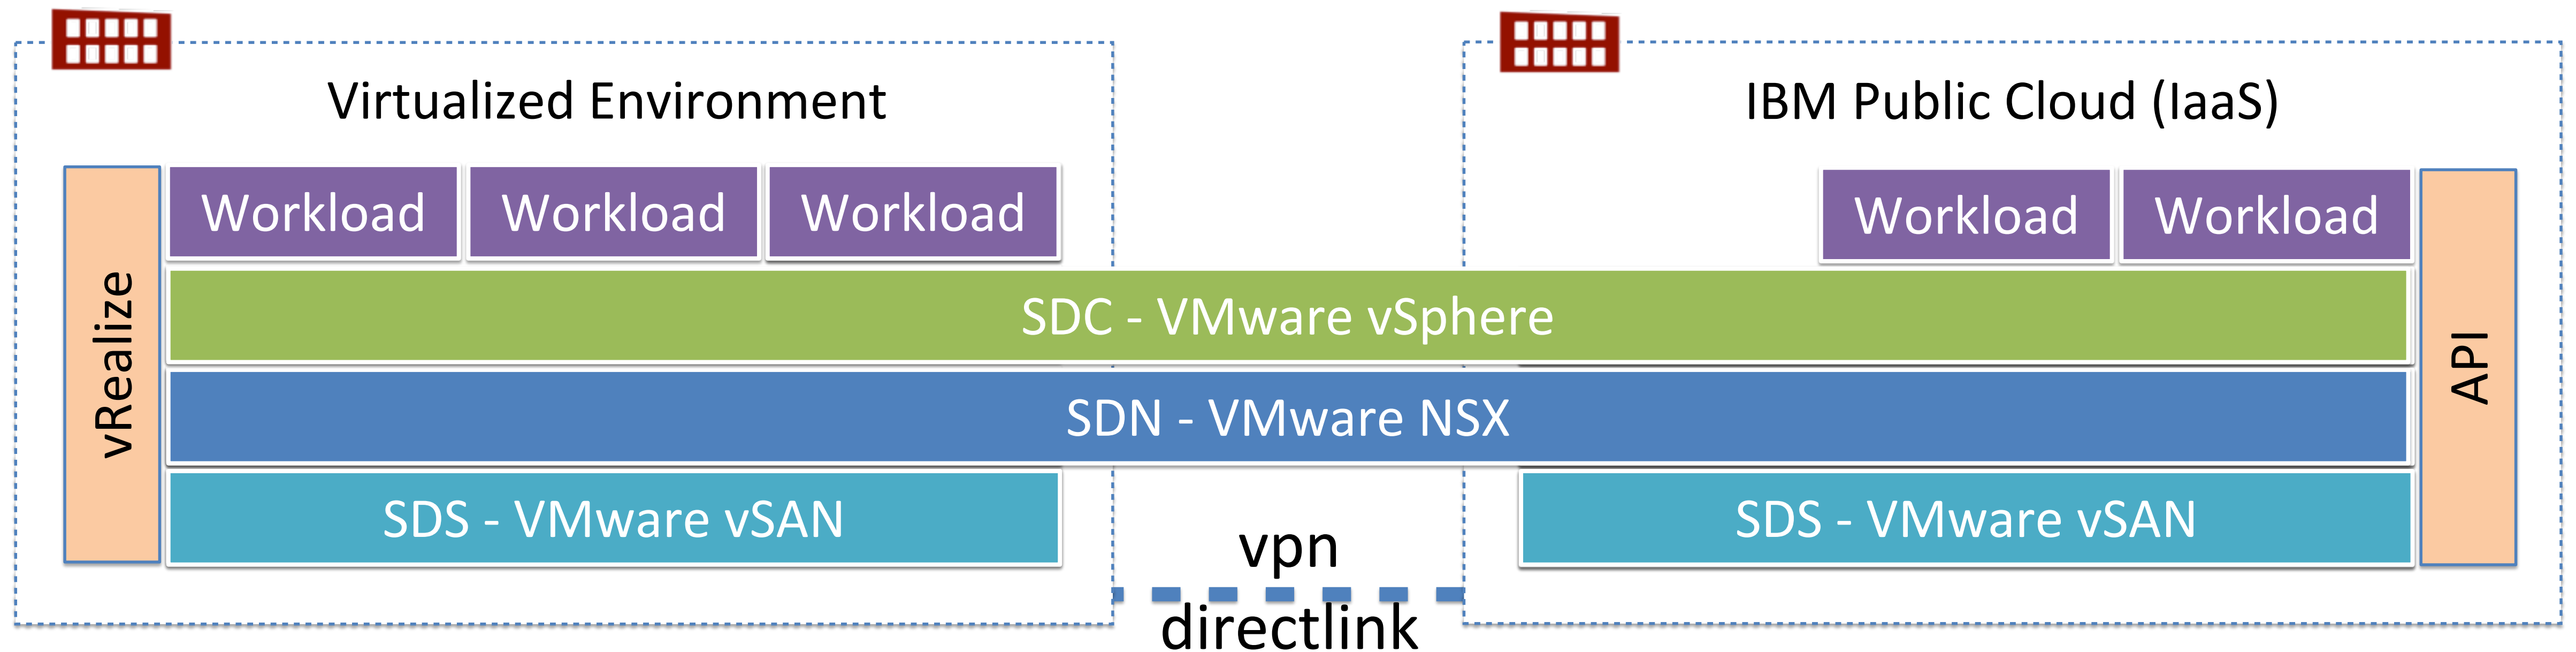 Virtualized Environment
IBM Public Cloud (IaaS)
vRealize
Workload
Workload
Workload
Workload
Workload
API
SDC - VMware vSphere
SDN - VMware NSX
SDS - VMware vSAN
SDS - VMware vSAN
vpn
directlink